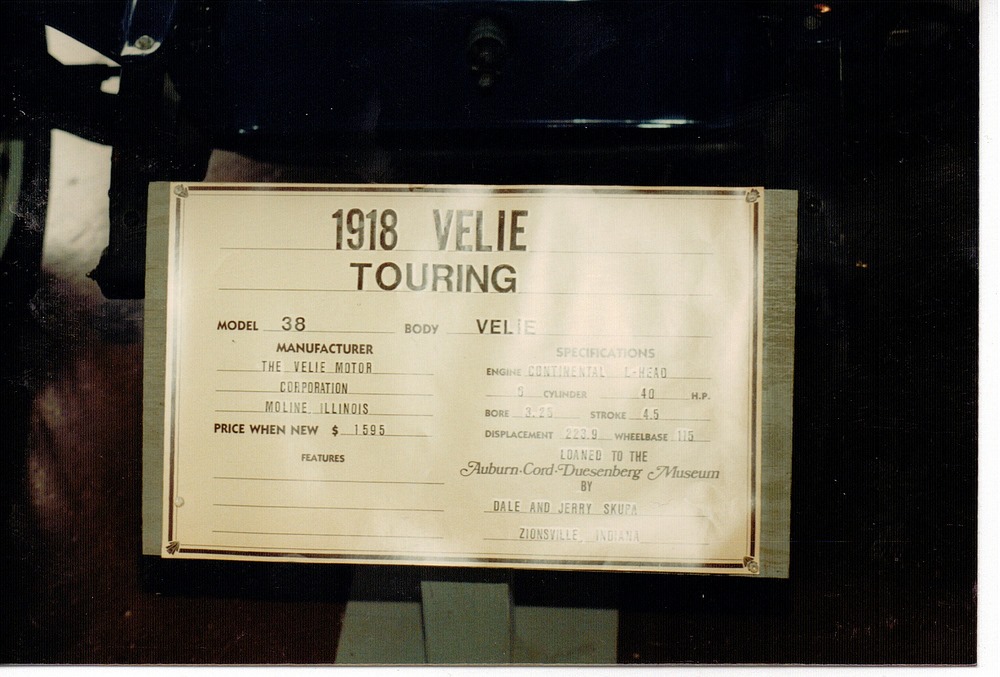 1918 VELIE
TOURING
MODEL 38 BODY VELIE
MANUFACTURER
THE VELIE MOTOR
CORPORATION
MOLINE, ILLINOIS
PRICE WHEN NEW $ 1595
FEATURES
SPECIFICATIONS
ENGINE CONTINENTAL L-HEAD
6 CYLINDER 40 H.P.
BORE 3.25 STROKE 4.5
DISPLACEMENT 223.9 WHEELBASE 115
LOANED TO THE
Auburn-Cord-Duesenberg Museum
BY
DALE AND JERRY SKUPA
ZIONSVILLE, INDIANA